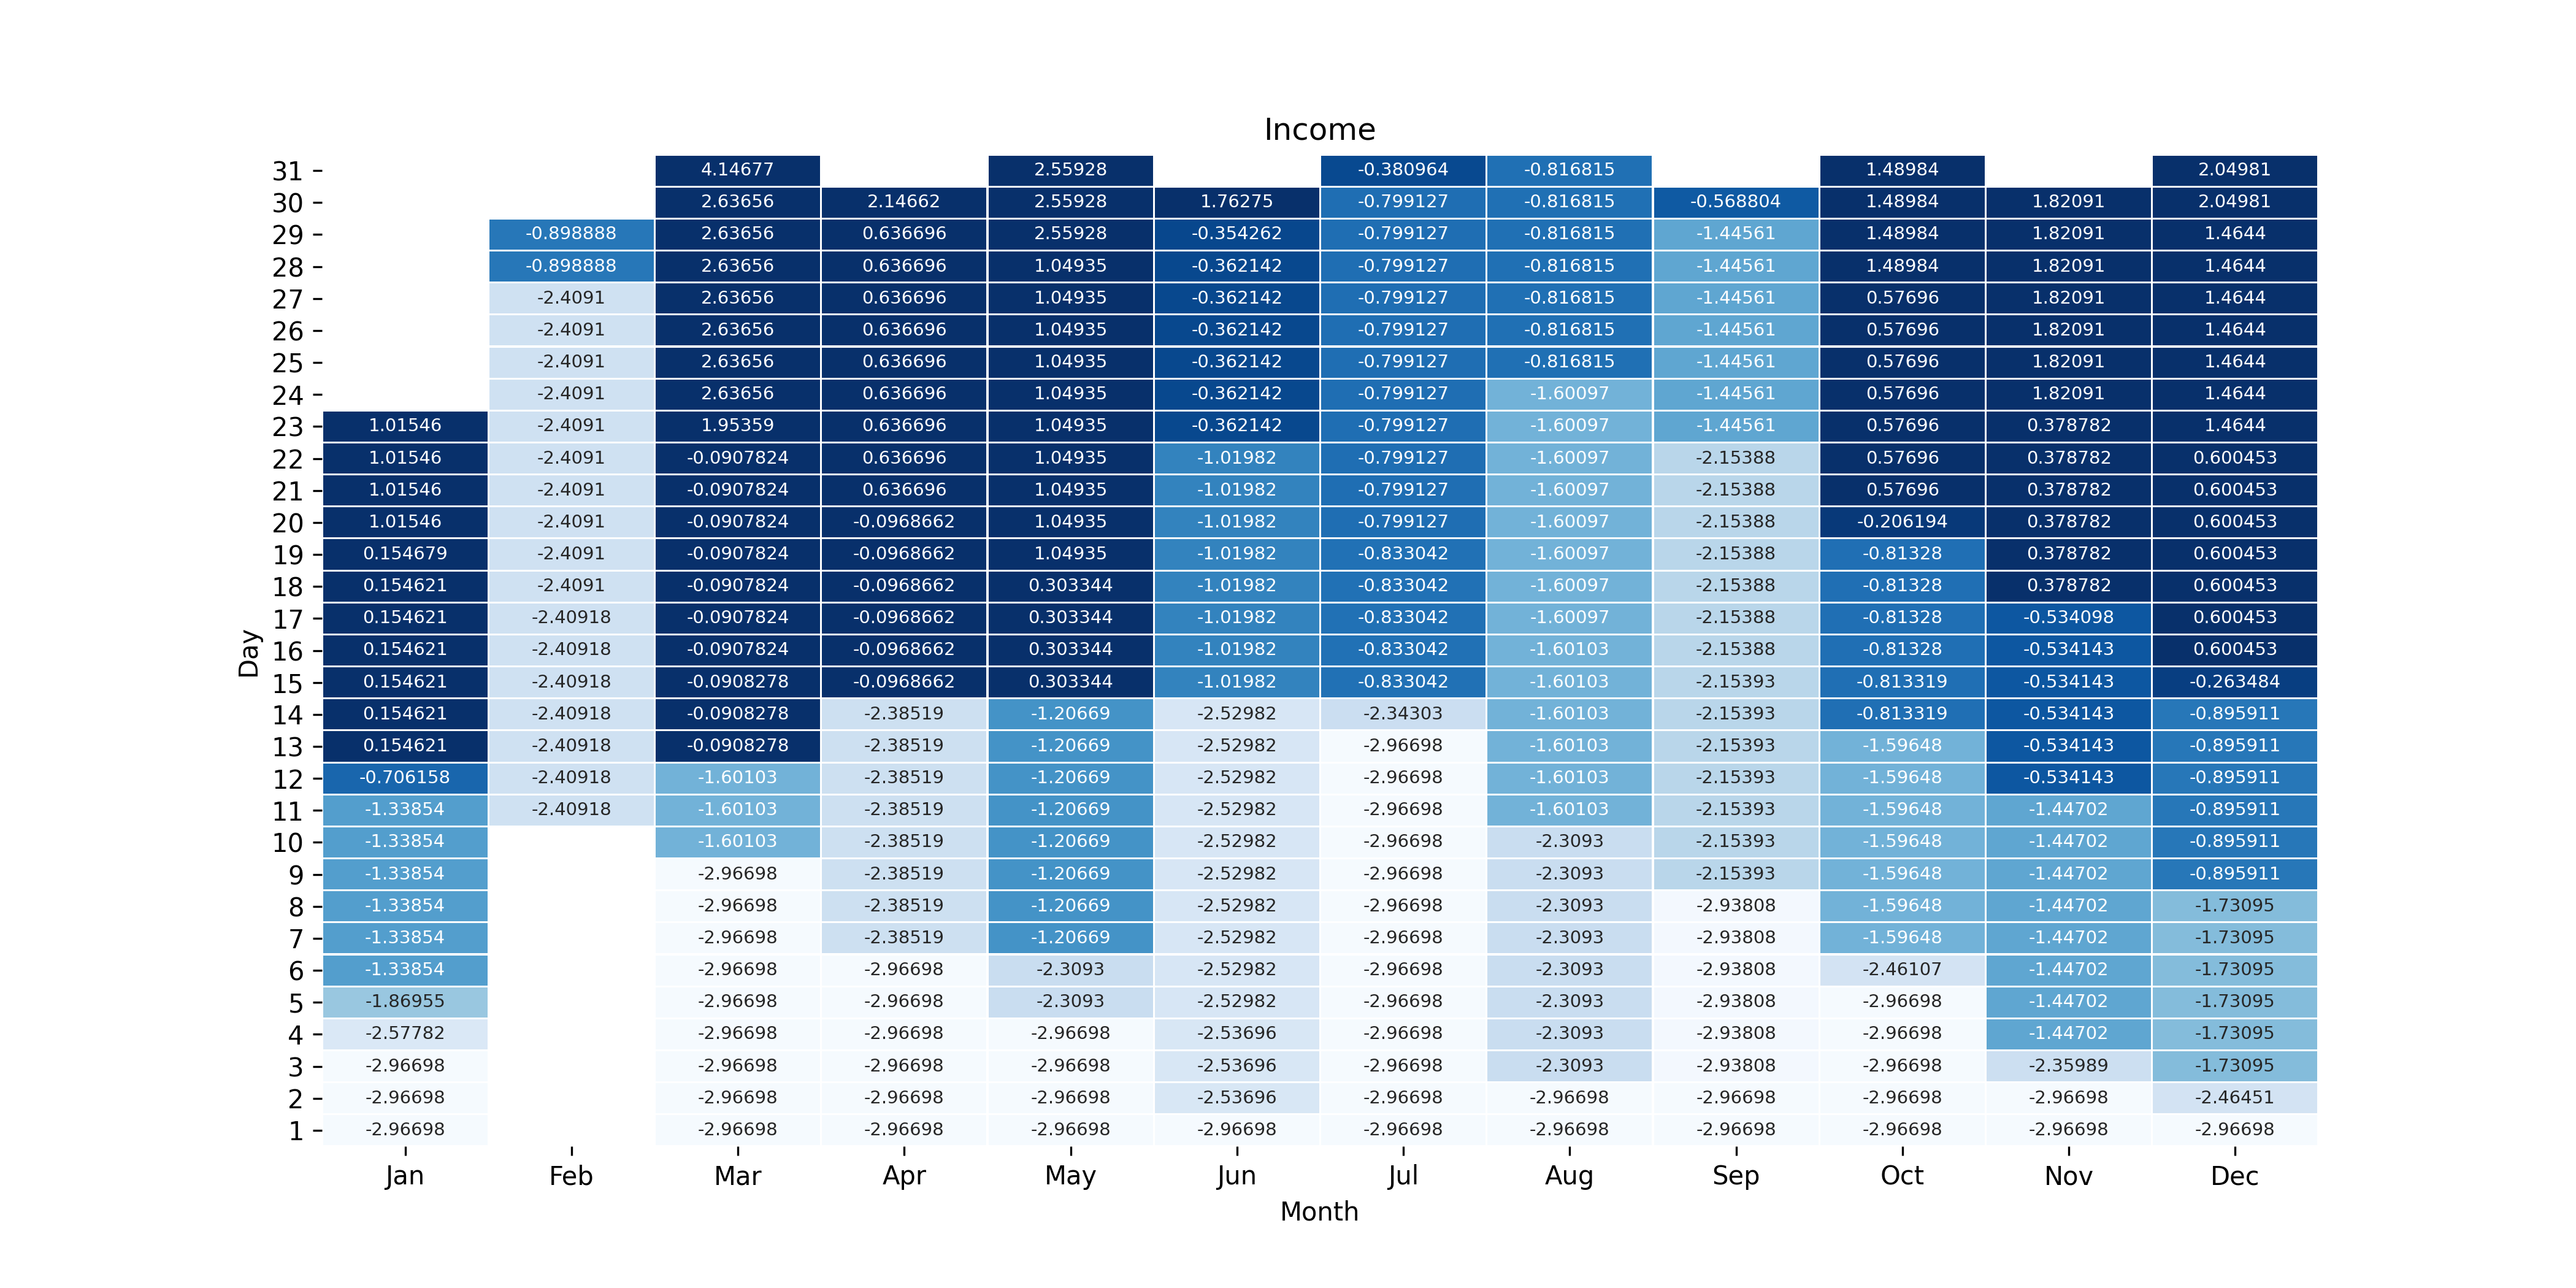 Income
31 4.14677 2.55928 -0.380964 -0.816815 1.48984 2.04981
30 2.63656 2.14662 2.55928 1.76275 -0.799127 -0.816815 -0.568804 1.48984 1.82091 2.04981
29 -0.898888 2.63656 0.636696 2.55928 -0.354262 -0.799127 -0.816815 -1.44561 1.48984 1.82091 1.4644
28 -0.898888 2.63656 0.636696 1.04935 -0.362142 -0.799127 -0.816815 -1.44561 1.48984 1.82091 1.4644
27 -2.4091 2.63656 0.636696 1.04935 -0.362142 -0.799127 -0.816815 -1.44561 0.57696 1.82091 1.4644
26 -2.4091 2.63656 0.636696 1.04935 -0.362142 -0.799127 -0.816815 -1.44561 0.57696 1.82091 1.4644
25 -2.4091 2.63656 0.636696 1.04935 -0.362142 -0.799127 -0.816815 -1.44561 0.57696 1.82091 1.4644
24 -2.4091 2.63656 0.636696 1.04935 -0.362142 -0.799127 -1.60097 -1.44561 0.57696 1.82091 1.4644
23 1.01546 -2.4091 1.95359 0.636696 1.04935 -0.362142 -0.799127 -1.60097 -1.44561 0.57696 0.378782 1.4644
22 1.01546 -2.4091 -0.0907824 0.636696 1.04935 -1.01982 -0.799127 -1.60097 -2.15388 0.57696 0.378782 0.600453
21 1.01546 -2.4091 -0.0907824 0.636696 1.04935 -1.01982 -0.799127 -1.60097 -2.15388 0.57696 0.378782 0.600453
20 1.01546 -2.4091 -0.0907824 -0.0968662 1.04935 -1.01982 -0.799127 -1.60097 -2.15388 -0.206194 0.378782 0.600453
19 0.154679 -2.4091 -0.0907824 -0.0968662 1.04935 -1.01982 -0.833042 -1.60097 -2.15388 -0.81328 0.378782 0.600453
18 0.154621 -2.4091 -0.0907824 -0.0968662 0.303344 -1.01982 -0.833042 -1.60097 -2.15388 -0.81328 0.378782 0.600453
17 0.154621 -2.40918 -0.0907824 -0.0968662 0.303344 -1.01982 -0.833042 -1.60097 -2.15388 -0.81328 -0.534098 0.600453
16 0.154621 -2.40918 -0.0907824 -0.0968662 0.303344 -1.01982 -0.833042 -1.60103 -2.15388 -0.81328 -0.534143 0.600453
15 0.154621 -2.40918 -0.0908278 -0.0968662 0.303344 -1.01982 -0.833042 -1.60103 -2.15393 -0.813319 -0.534143 -0.263484
14 0.154621 -2.40918 -0.0908278 -2.38519 -1.20669 -2.52982 -2.34303 -1.60103 -2.15393 -0.813319 -0.534143 -0.895911
13 0.154621 -2.40918 -0.0908278 -2.38519 -1.20669 -2.52982 -2.96698 -1.60103 -2.15393 -1.59648 -0.534143 -0.895911
12 -0.706158 -2.40918 -1.60103 -2.38519 -1.20669 -2.52982 -2.96698 -1.60103 -2.15393 -1.59648 -0.534143 -0.895911
11 -1.33854 -2.40918 -1.60103 -2.38519 -1.20669 -2.52982 -2.96698 -1.60103 -2.15393 -1.59648 -1.44702 -0.895911
10 -1.33854 -1.60103 -2.38519 -1.20669 -2.52982 -2.96698 -2.3093 -2.15393 -1.59648 -1.44702 -0.895911
9 -1.33854 -2.96698 -2.38519 -1.20669 -2.52982 -2.96698 -2.3093 -2.15393 -1.59648 -1.44702 -0.895911
8 -1.33854 -2.96698 -2.38519 -1.20669 -2.52982 -2.96698 -2.3093 -2.93808 -1.59648 -1.44702 -1.73095
7 -1.33854 -2.96698 -2.38519 -1.20669 -2.52982 -2.96698 -2.3093 -2.93808 -1.59648 -1.44702 -1.73095
6 -1.33854 -2.96698 -2.96698 -2.3093 -2.52982 -2.96698 -2.3093 -2.93808 -2.46107 -1.44702 -1.73095
5 -1.86955 -2.96698 -2.96698 -2.3093 -2.52982 -2.96698 -2.3093 -2.93808 -2.96698 -1.44702 -1.73095
4 -2.57782 -2.96698 -2.96698 -2.96698 -2.53696 -2.96698 -2.3093 -2.93808 -2.96698 -1.44702 -1.73095
3 -2.96698 -2.96698 -2.96698 -2.96698 -2.53696 -2.96698 -2.3093 -2.93808 -2.96698 -2.35989 -1.73095
2 -2.96698 -2.96698 -2.96698 -2.96698 -2.53696 -2.96698 -2.96698 -2.96698 -2.96698 -2.96698 -2.46451
1 -2.96698 -2.96698 -2.96698 -2.96698 -2.96698 -2.96698 -2.96698 -2.96698 -2.96698 -2.96698 -2.96698
Day
Jan Feb Mar Apr May Jun Jul Aug Sep Oct Nov Dec
Month